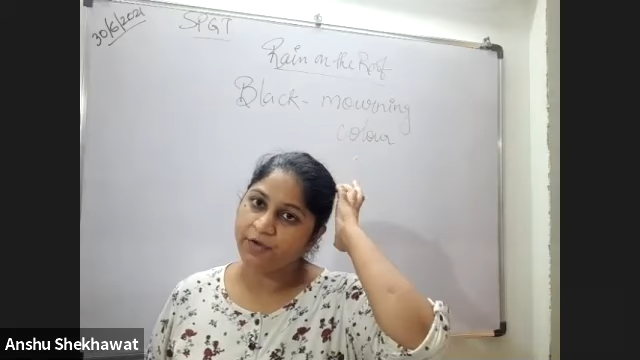 30/6/2021
SPGT
Rain on the Roof
Black - mourning
colour
Anshu Shekhawat